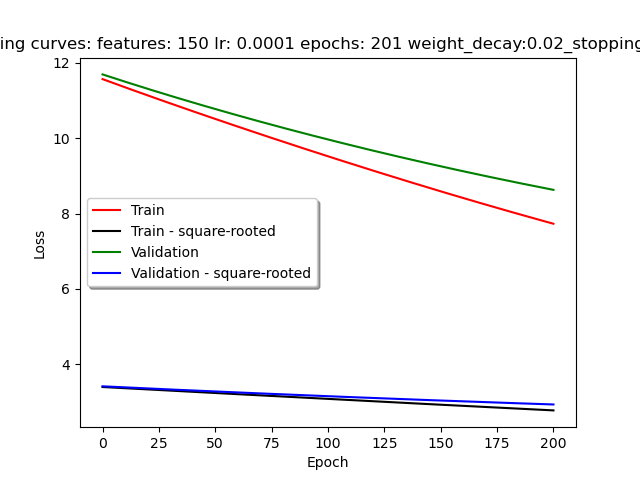 ing curves: features: 150 lr: 0.0001 epochs: 201 weight_decay:0.02_stopping
12
10
8
6
4
Loss
Train
Train - square-rooted
Validation
Validation - square-rooted
0 25 50 75 100 125 150 175 200
Epoch